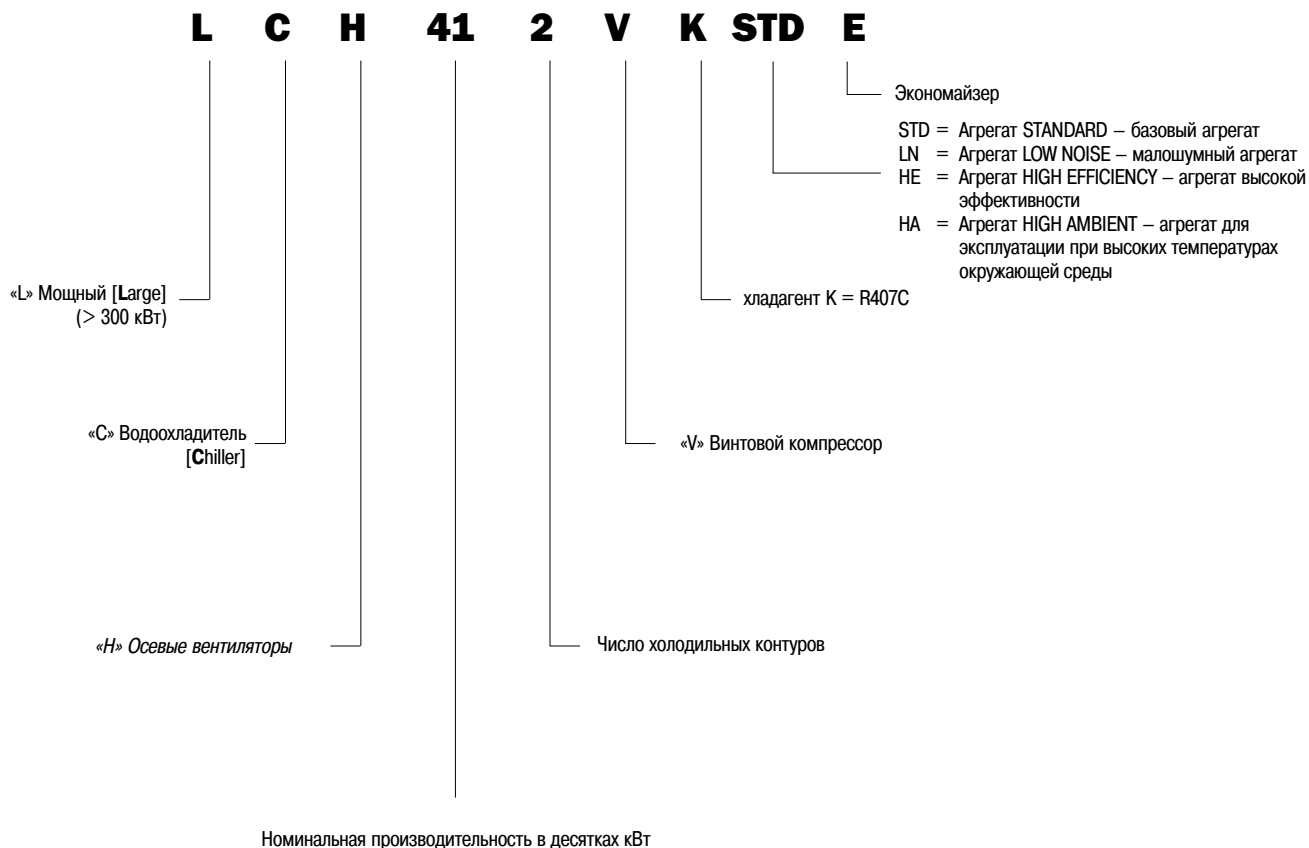 L C H 41 2 V K STD E
Экономайзер
STD = Агрегат STANDARD – базовый агрегат
LN = Агрегат LOW NOISE – малошумный агрегат
HE = Агрегат HIGH EFFICIENCY – агрегат высокой
эффективности
HA = Агрегат HIGH AMBIENT – агрегат для
эксплуатации при высоких температурах
окружающей среды
«L» Мощный [Large]
(> 300 кВт)
хладагент K = R407C
«C» Водоохладитель
[Chiller]
«V» Винтовой компрессор
«H» Осевые вентиляторы
Число холодильных контуров
Номинальная производительность в десятках кВт